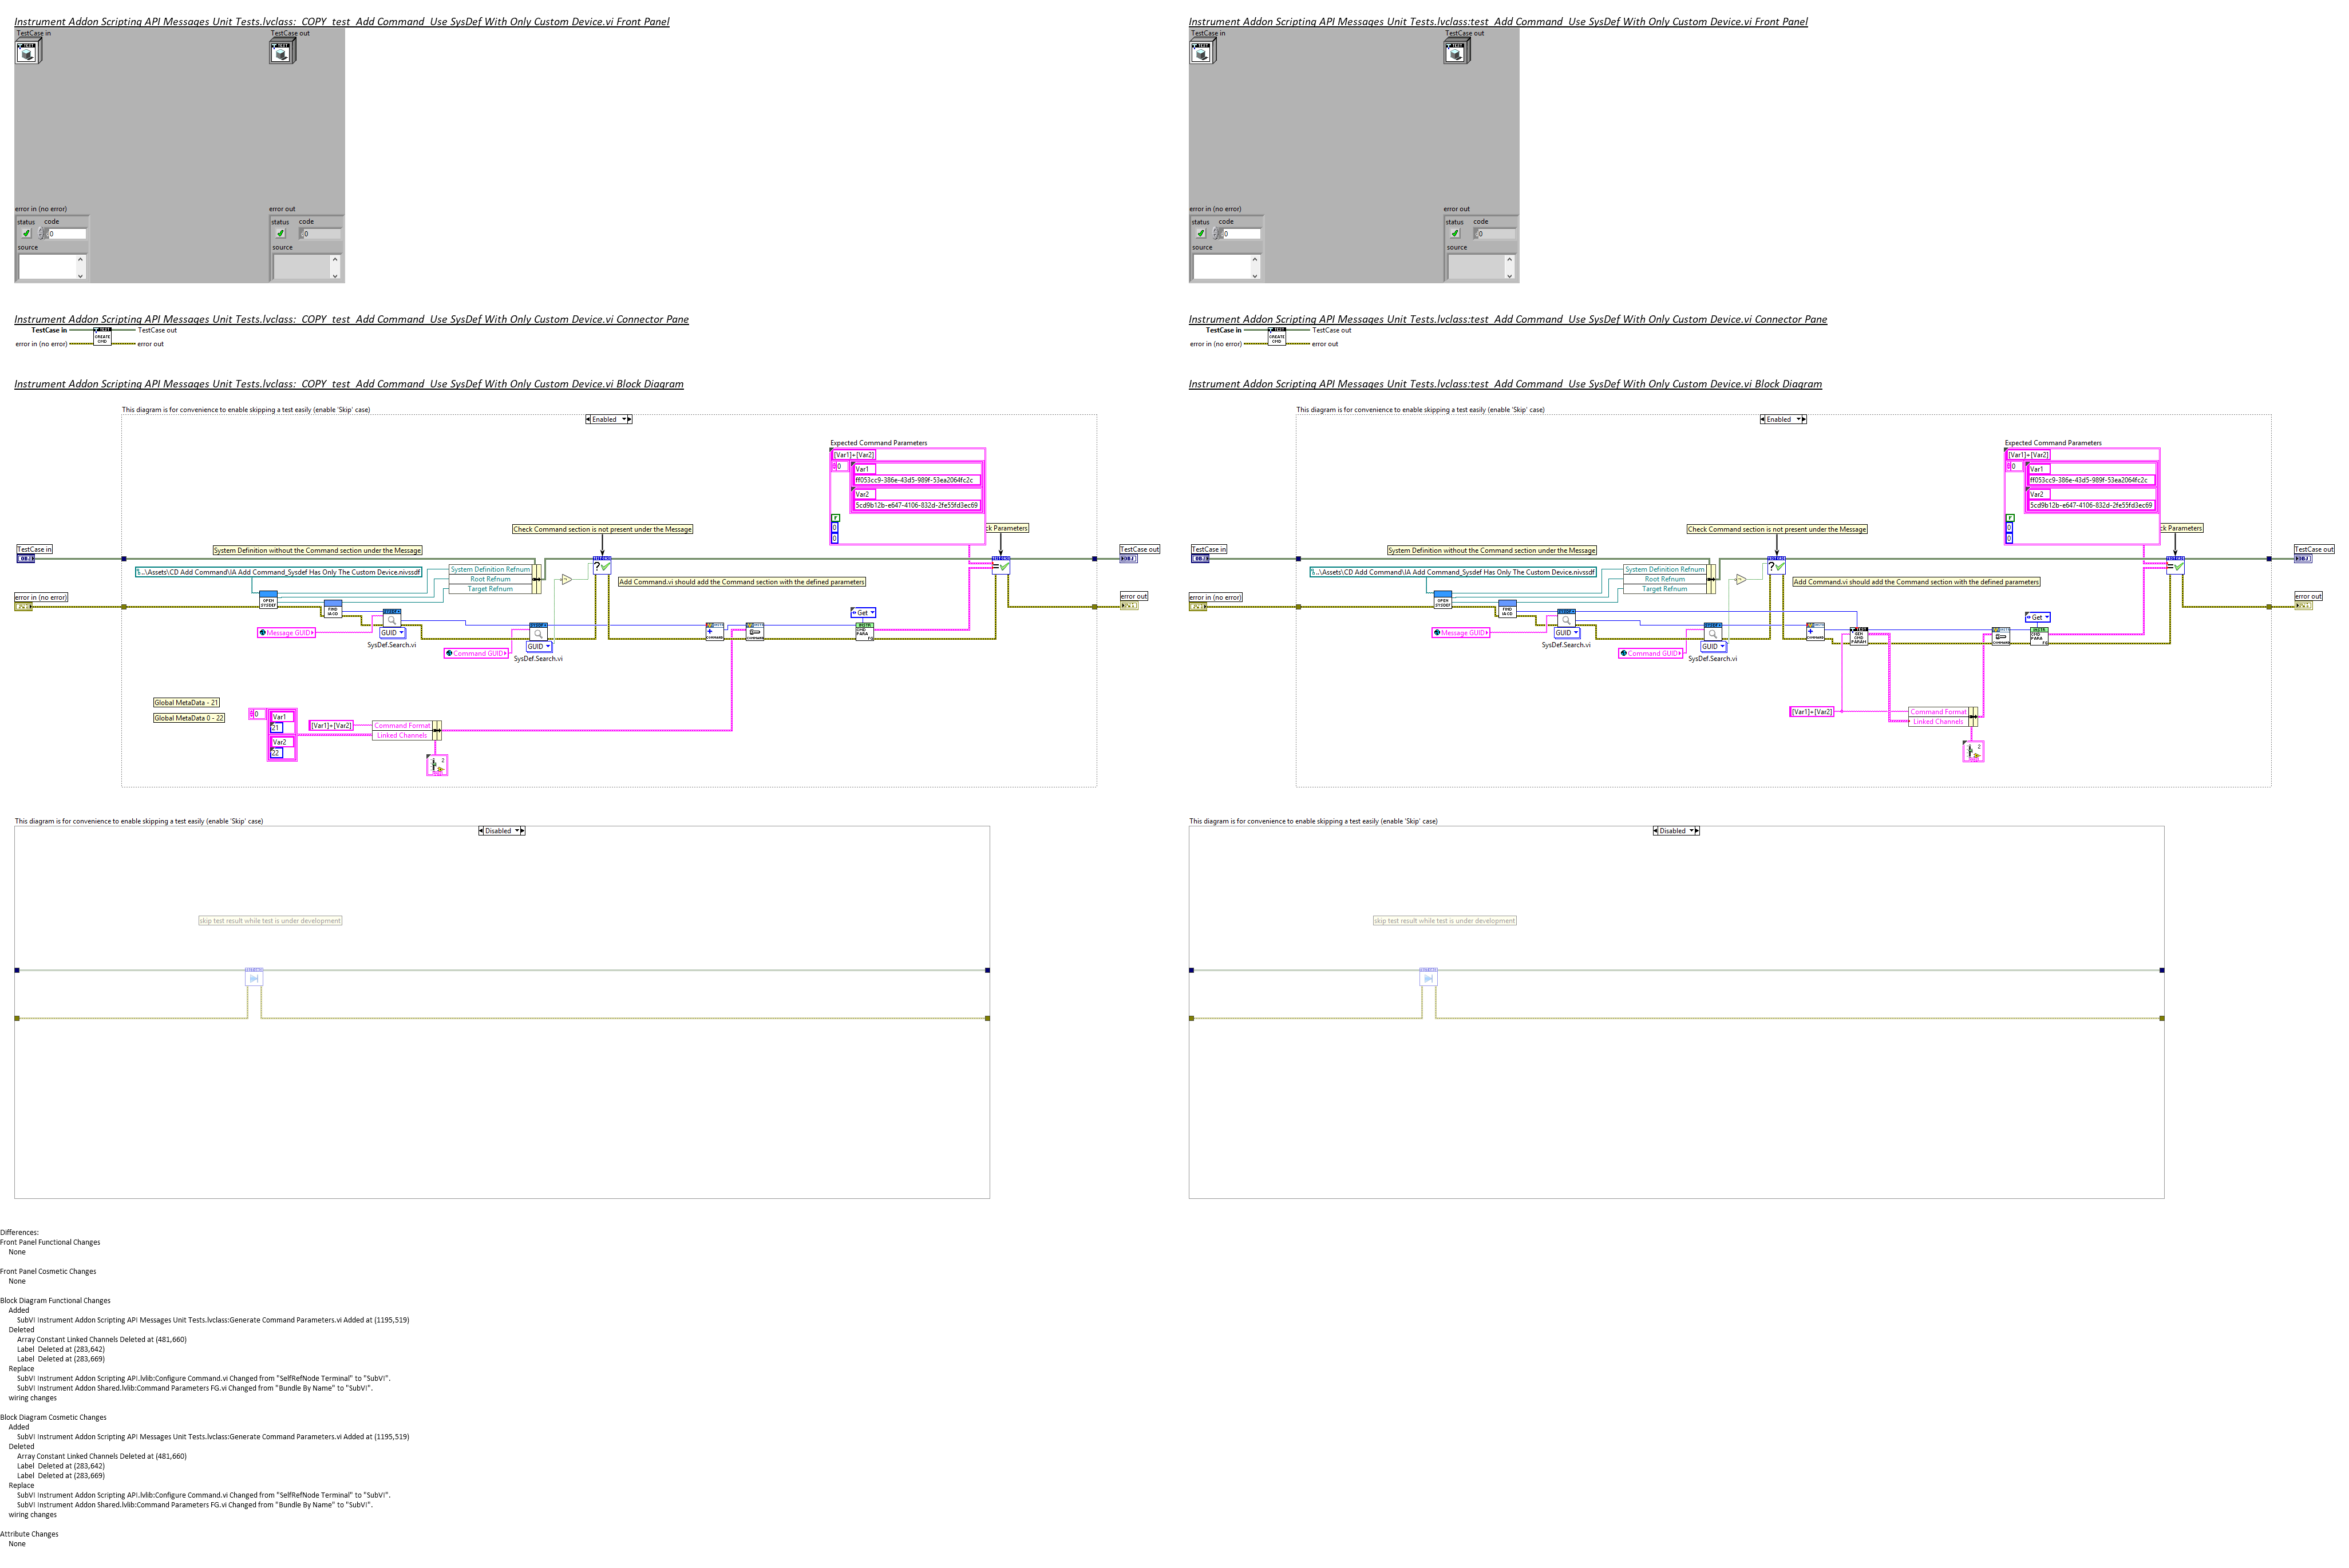 Instrument Addon Scripting API Messages Unit Tests.lvclass:_COPY_test_Add Command_Use SysDef With Only Custom Device.vi Front Panel
TestCase in
TestCase out
error in (no error)
error out
status code
0
source
status code
0
source
Instrument Addon Scripting API Messages Unit Tests.lvclass:_COPY_test_Add Command_Use SysDef With Only Custom Device.vi Connector Pane
TestCase in
TestCase out
error in (no error)
error out
Instrument Addon Scripting API Messages Unit Tests.lvclass:_COPY_test_Add Command_Use SysDef With Only Custom Device.vi Block Diagram
This diagram is for convenience to enable skipping a test easily (enable 'Skip' case)
Enabled
Expected Command Parameters
[Var1]+[Var2]
0
Var1
ff053cc9-386e-43d5-989f-53ea2064fc2c
Var2
5cd9b12b-e647-4106-832d-2fe55fd3ec69
F
0
0
Check Command section is not present under the Message
ck Parameters
TestCase in
System Definition without the Command section under the Message
TestCase out
..\Assets\CD Add Command\IA Add Command_Sysdef Has Only The Custom Device.nivssdf
System Definition Refnum
Root Refnum
Target Refnum
Add Command.vi should add the Command section with the defined parameters
error in (no error)
error out
OPEN SYSDEF
Get
Message GUID
GUID
SysDef.Search.vi
Command GUID
GUID
SysDef.Search.vi
Global MetaData - 21
Global MetaData 0 - 22
0
Var1
21
Var2
22
[Var1]+[Var2]
Command Format
Linked Channels
This diagram is for convenience to enable skipping a test easily (enable 'Skip' case)
Disabled
skip test result while test is under development
Instrument Addon Scripting API Messages Unit Tests.lvclass:test_Add Command_Use SysDef With Only Custom Device.vi Front Panel
TestCase in
TestCase out
error in (no error)
error out
status code
0
source
status code
0
source
Instrument Addon Scripting API Messages Unit Tests.lvclass:test_Add Command_Use SysDef With Only Custom Device.vi Connector Pane
TestCase in
TestCase out
error in (no error)
error out
Instrument Addon Scripting API Messages Unit Tests.lvclass:test_Add Command_Use SysDef With Only Custom Device.vi Block Diagram
This diagram is for convenience to enable skipping a test easily (enable 'Skip' case)
Enabled
Expected Command Parameters
[Var1]+[Var2]
0
Var1
ff053cc9-386e-43d5-989f-53ea2064fc2c
Var2
5cd9b12b-e647-4106-832d-2fe55fd3ec69
F
0
0
Check Command section is not present under the Message
ck Parameters
TestCase in
System Definition without the Command section under the Message
TestCase out
..\Assets\CD Add Command\IA Add Command_Sysdef Has Only The Custom Device.nivssdf
System Definition Refnum
Root Refnum
Target Refnum
Add Command.vi should add the Command section with the defined parameters
error in (no error)
error out
OPEN SYSDEF
Get
Message GUID
GUID
SysDef.Search.vi
Command GUID
GUID
SysDef.Search.vi
[Var1]+[Var2]
Command Format
Linked Channels
This diagram is for convenience to enable skipping a test easily (enable 'Skip' case)
Disabled
skip test result while test is under development
Differences:
Front Panel Functional Changes
None
Front Panel Cosmetic Changes
None
Block Diagram Functional Changes
Added
SubVI Instrument Addon Scripting API Messages Unit Tests.lvclass:Generate Command Parameters.vi Added at (1195,519)
Deleted
Array Constant Linked Channels Deleted at (481,660)
Label  Deleted at (283,642)
Label  Deleted at (283,669)
Replace
SubVI Instrument Addon Scripting API.lvlib:Configure Command.vi Changed from "SelfRefNode Terminal" to "SubVI".
SubVI Instrument Addon Shared.lvlib:Command Parameters FG.vi Changed from "Bundle By Name" to "SubVI".
wiring changes
Block Diagram Cosmetic Changes
Added
SubVI Instrument Addon Scripting API Messages Unit Tests.lvclass:Generate Command Parameters.vi Added at (1195,519)
Deleted
Array Constant Linked Channels Deleted at (481,660)
Label  Deleted at (283,642)
Label  Deleted at (283,669)
Replace
SubVI Instrument Addon Scripting API.lvlib:Configure Command.vi Changed from "SelfRefNode Terminal" to "SubVI".
SubVI Instrument Addon Shared.lvlib:Command Parameters FG.vi Changed from "Bundle By Name" to "SubVI".
wiring changes
Attribute Changes
None